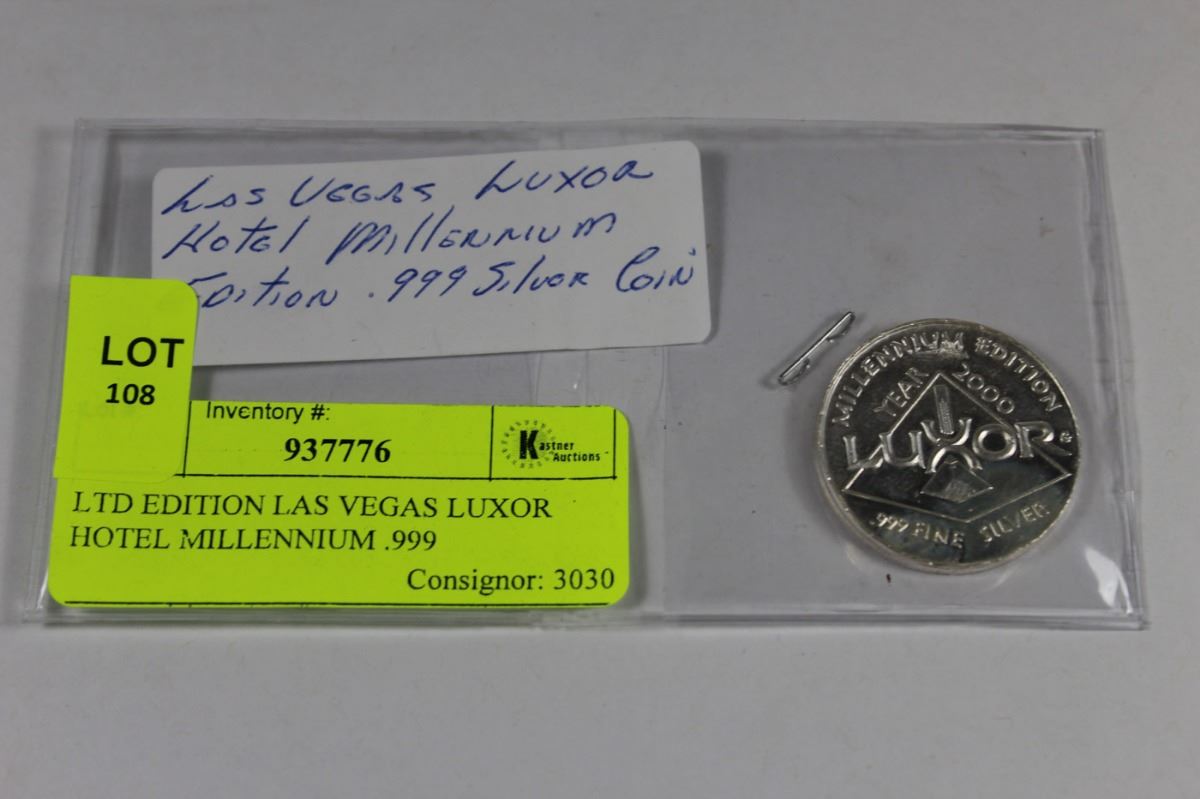 Las Vegas Luxor
Hotel Millennium
Edition .999 Silver Coin
LOT
108
Inventory #:
937776
Kastner
Auctions
LTD EDITION LAS VEGAS LUXOR
HOTEL MILLENNIUM .999
Consignor: 3030
MILLENNIUM EDITION
YEAR 2000
LUXOR
.999 FINE SILVER